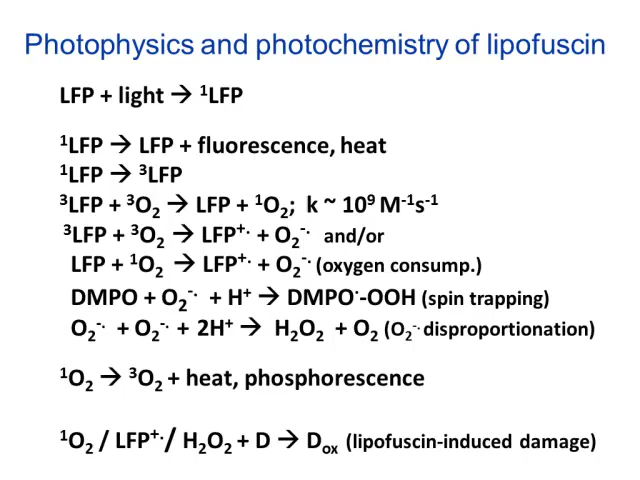 Photophysics and photochemistry of lipofuscin
LFP + light → ¹LFP
¹LFP → LFP + fluorescence, heat
¹LFP → ³LFP
³LFP + ³O₂ → LFP + ¹O₂; k ~ 10⁹ M⁻¹s⁻¹
³LFP + ³O₂ → LFP⁺· + O₂⁻· and/or
LFP + ¹O₂ → LFP⁺· + O₂⁻· (oxygen consump.)
DMPO + O₂⁻· + H⁺ → DMPO·-OOH (spin trapping)
O₂⁻· + O₂⁻· + 2H⁺ → H₂O₂ + O₂ (O₂⁻· disproportionation)
¹O₂ → ³O₂ + heat, phosphorescence
¹O₂ / LFP⁺·/ H₂O₂ + D → Dₒₓ (lipofuscin-induced damage)